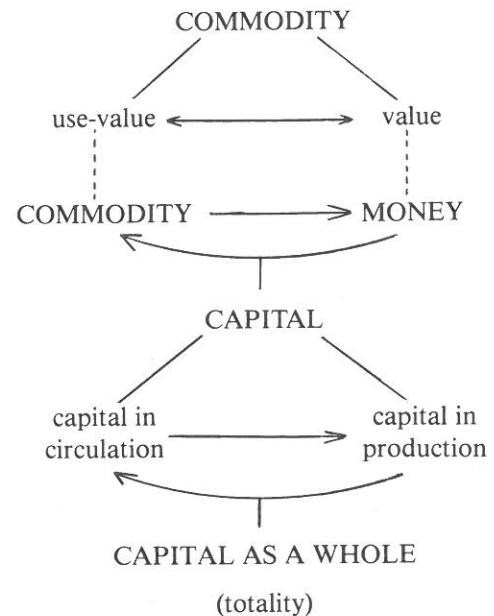 COMMODITY
use-value value
COMMODITY MONEY
CAPITAL
capital in
circulation
capital in
production
CAPITAL AS A WHOLE
(totality)